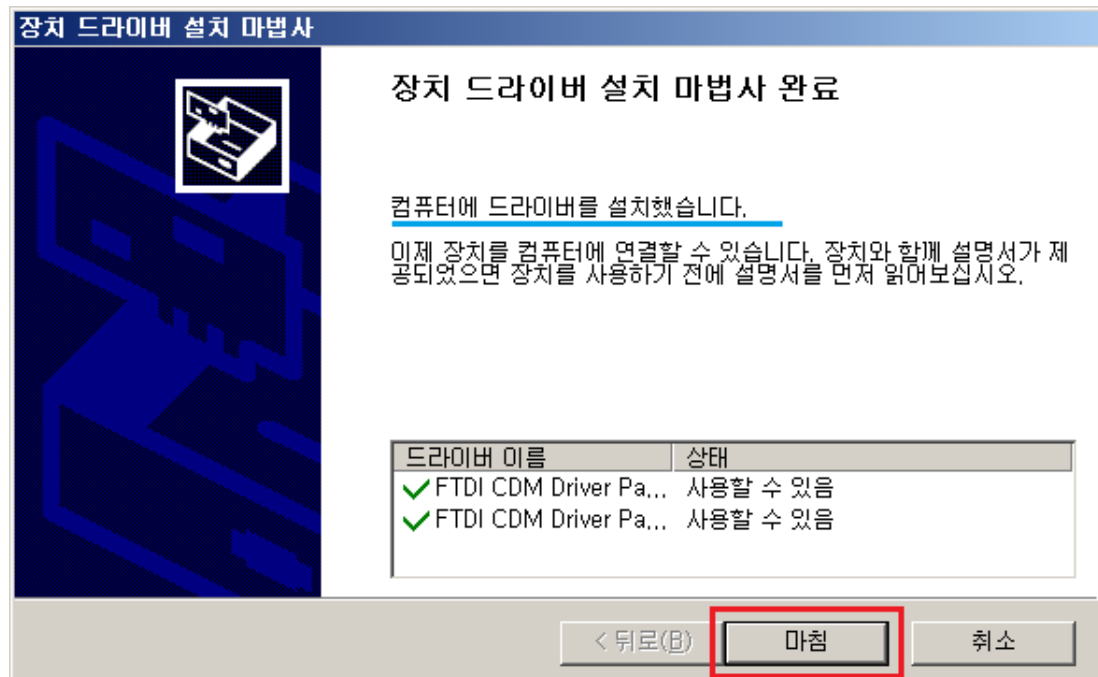 장치 드라이버 설치 마법사
장치 드라이버 설치 마법사 완료
컴퓨터에 드라이버를 설치했습니다.
이제 장치를 컴퓨터에 연결할 수 있습니다. 장치와 함께 설명서가 제
공되었으면 장치를 사용하기 전에 설명서를 먼저 읽어보십시오.
드라이버 이름 상태
FTDI CDM Driver Pa... 사용할 수 있음
FTDI CDM Driver Pa... 사용할 수 있음
< 뒤로(B) 마침 취소